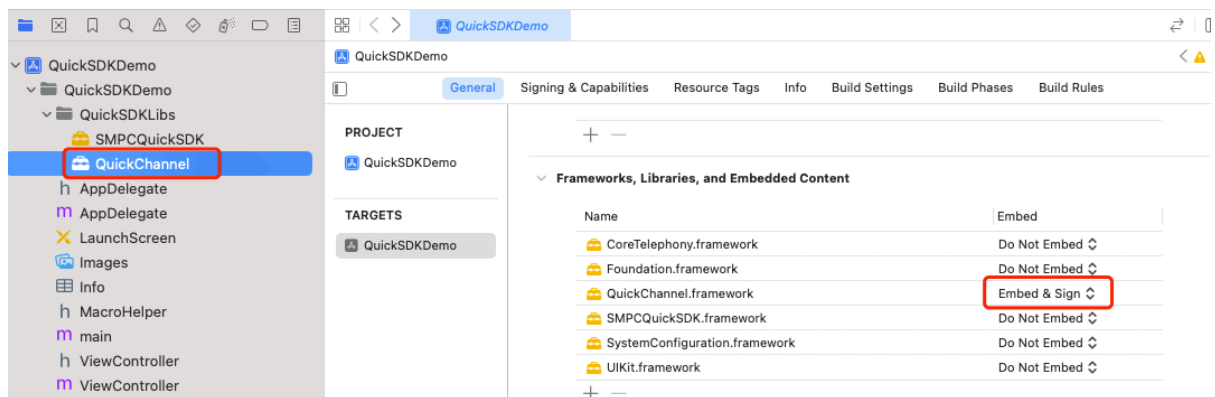 QuickSDKDemo
QuickSDKDemo
QuickSDKDemo
QuickSDKDemo
QuickSDKLibs
SMPCQuickSDK
QuickChannel
AppDelegate
AppDelegate
LaunchScreen
Images
Info
MacroHelper
main
ViewController
ViewController
General Signing & Capabilities Resource Tags Info Build Settings Build Phases Build Rules
PROJECT
QuickSDKDemo
TARGETS
QuickSDKDemo
Frameworks, Libraries, and Embedded Content
Name Embed
CoreTelephony.framework Do Not Embed
Foundation.framework Do Not Embed
QuickChannel.framework Embed & Sign
SMPCQuickSDK.framework Do Not Embed
SystemConfiguration.framework Do Not Embed
UIKit.framework Do Not Embed